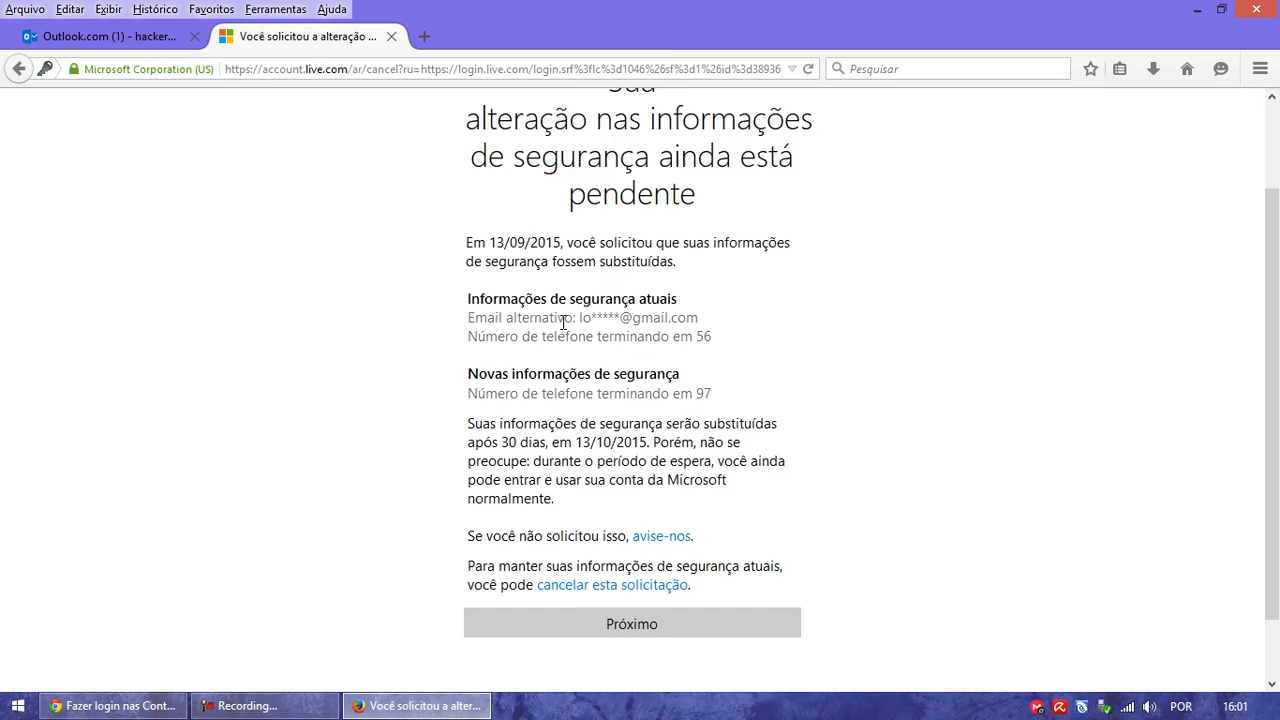 Arquivo Editar Exibir Histórico Favoritos Ferramentas Ajuda
Outlook.com (1) - hacker...
Você solicitou a alteração ...
Microsoft Corporation (US)
https://account.live.com/ar/cancel?ru=https://login.live.com/login.srf%3flc%3d1046%26sf%3d1%26id%3d38936
Pesquisar
Sua
alteração nas informações
de segurança ainda está
pendente
Em 13/09/2015, você solicitou que suas informações
de segurança fossem substituídas.
Informações de segurança atuais
Email alternativo: lo*****@gmail.com
Número de telefone terminando em 56
Novas informações de segurança
Número de telefone terminando em 97
Suas informações de segurança serão substituídas
após 30 dias, em 13/10/2015. Porém, não se
preocupe: durante o período de espera, você ainda
pode entrar e usar sua conta da Microsoft
normalmente.
Se você não solicitou isso, avise-nos.
Para manter suas informações de segurança atuais,
você pode cancelar esta solicitação.
Próximo
Fazer login nas Cont...
Recording...
Você solicitou a alter...
POR
16:01